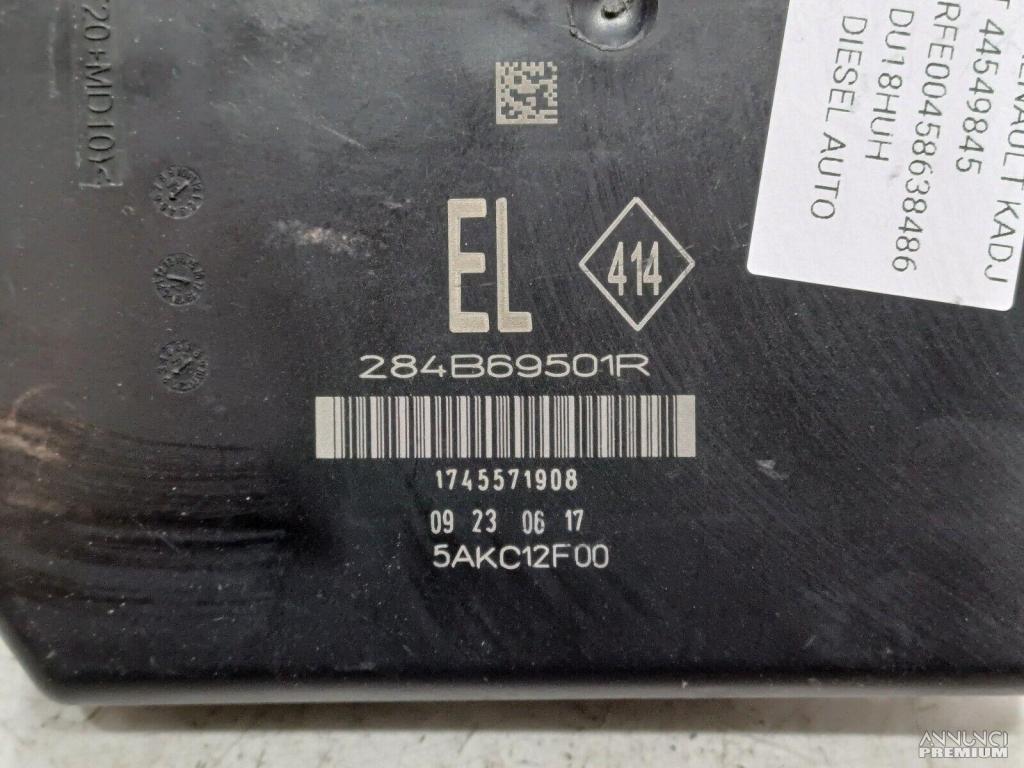 EL
414
284B69501R
1745571908
09 23 06 17
5AKC12F00
T 44549845
RFE00458638486
DU18HUH
DIESEL AUTO
ANNUNCI
PREMIUM